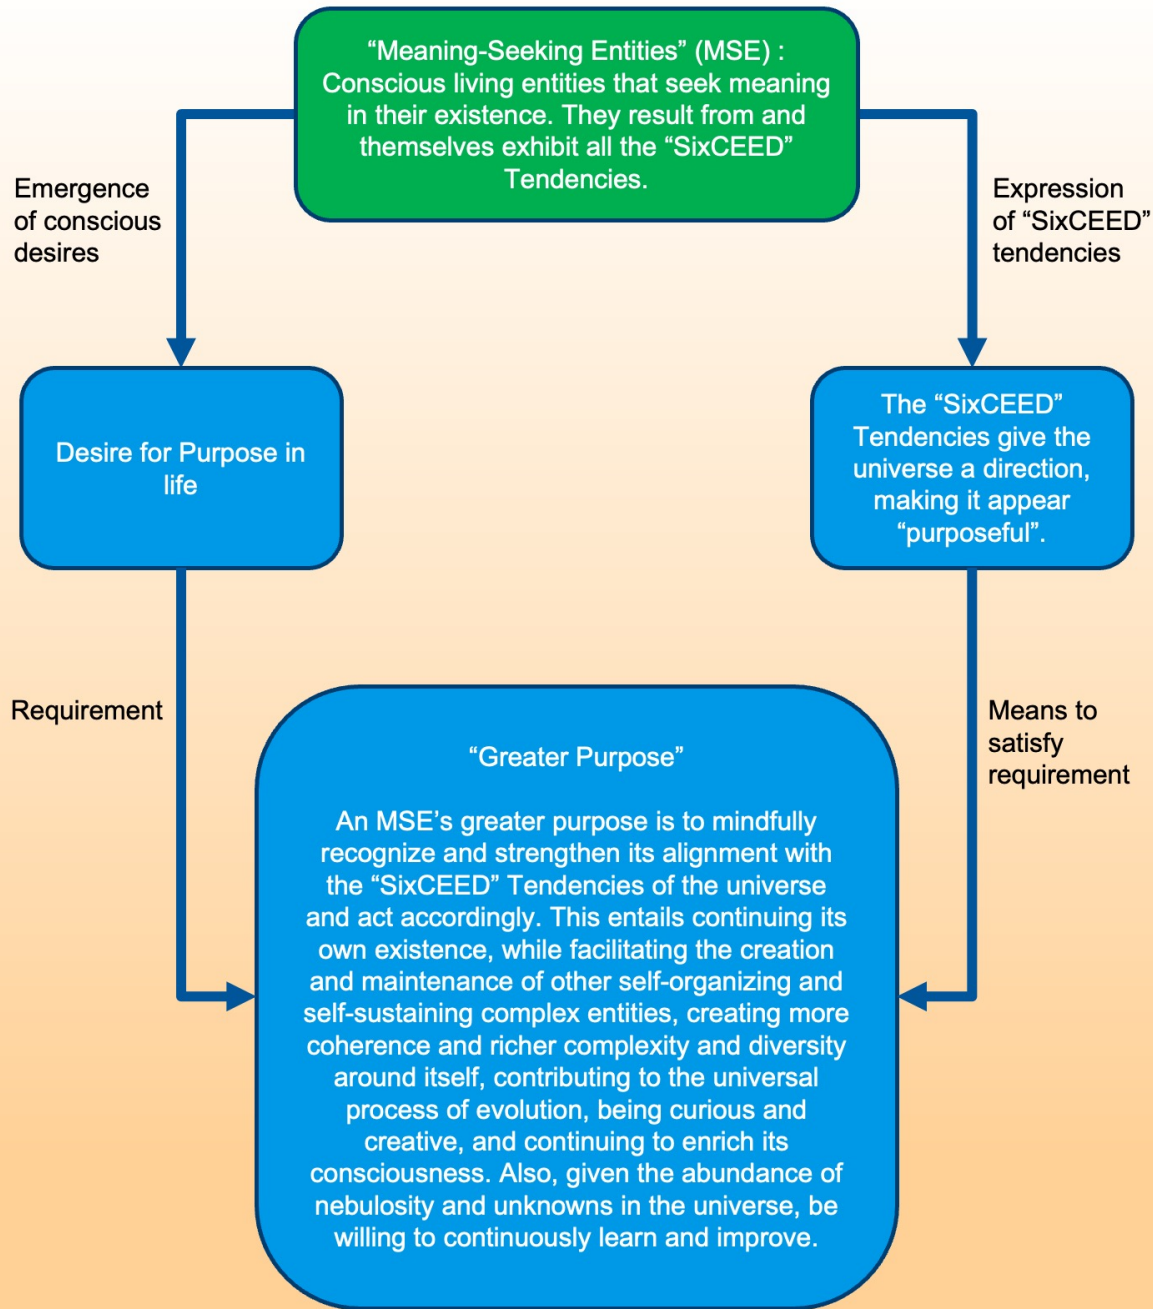 “Meaning-Seeking Entities” (MSE) :
Conscious living entities that seek meaning
in their existence. They result from and
themselves exhibit all the “SixCEED”
Tendencies.
Emergence
of conscious
desires
Expression
of “SixCEED”
tendencies
Desire for Purpose in
life
The “SixCEED”
Tendencies give the
universe a direction,
making it appear
“purposeful”.
Requirement
Means to
satisfy
requirement
“Greater Purpose”
An MSE’s greater purpose is to mindfully
recognize and strengthen its alignment with
the “SixCEED” Tendencies of the universe
and act accordingly. This entails continuing its
own existence, while facilitating the creation
and maintenance of other self-organizing and
self-sustaining complex entities, creating more
coherence and richer complexity and diversity
around itself, contributing to the universal
process of evolution, being curious and
creative, and continuing to enrich its
consciousness. Also, given the abundance of
nebulosity and unknowns in the universe, be
willing to continuously learn and improve.